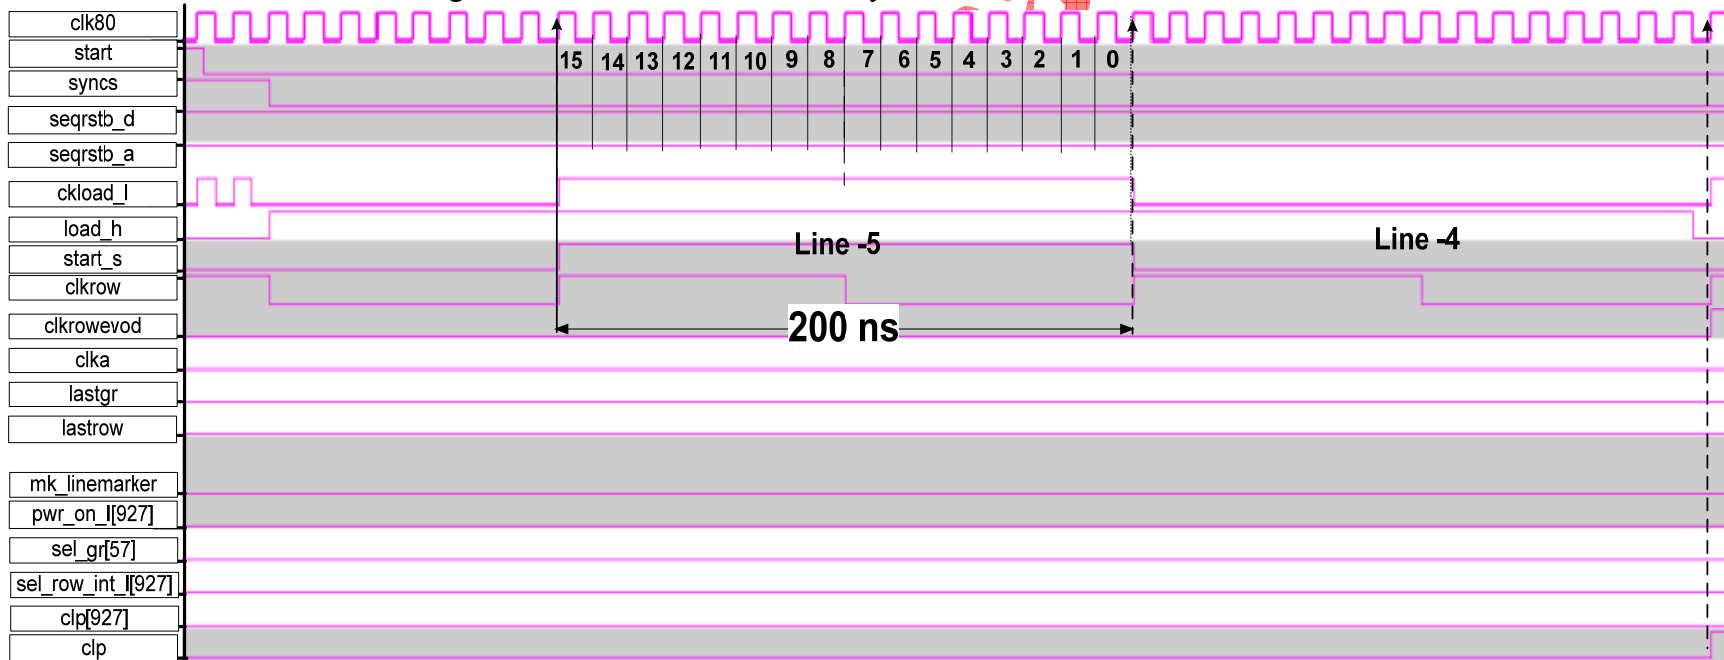 clk80
start
15 14 13 12 11 10 9 8 7 6 5 4 3 2 1 0
syncs
seqrstb_d
seqrstb_a
ckload_l
load_h
Line -5
Line -4
start_s
clkrow
clkrowevod
200 ns
clka
lastgr
lastrow
mk_linemarker
pwr_on_l[927]
sel_gr[57]
sel_row_int_l[927]
clp[927]
clp